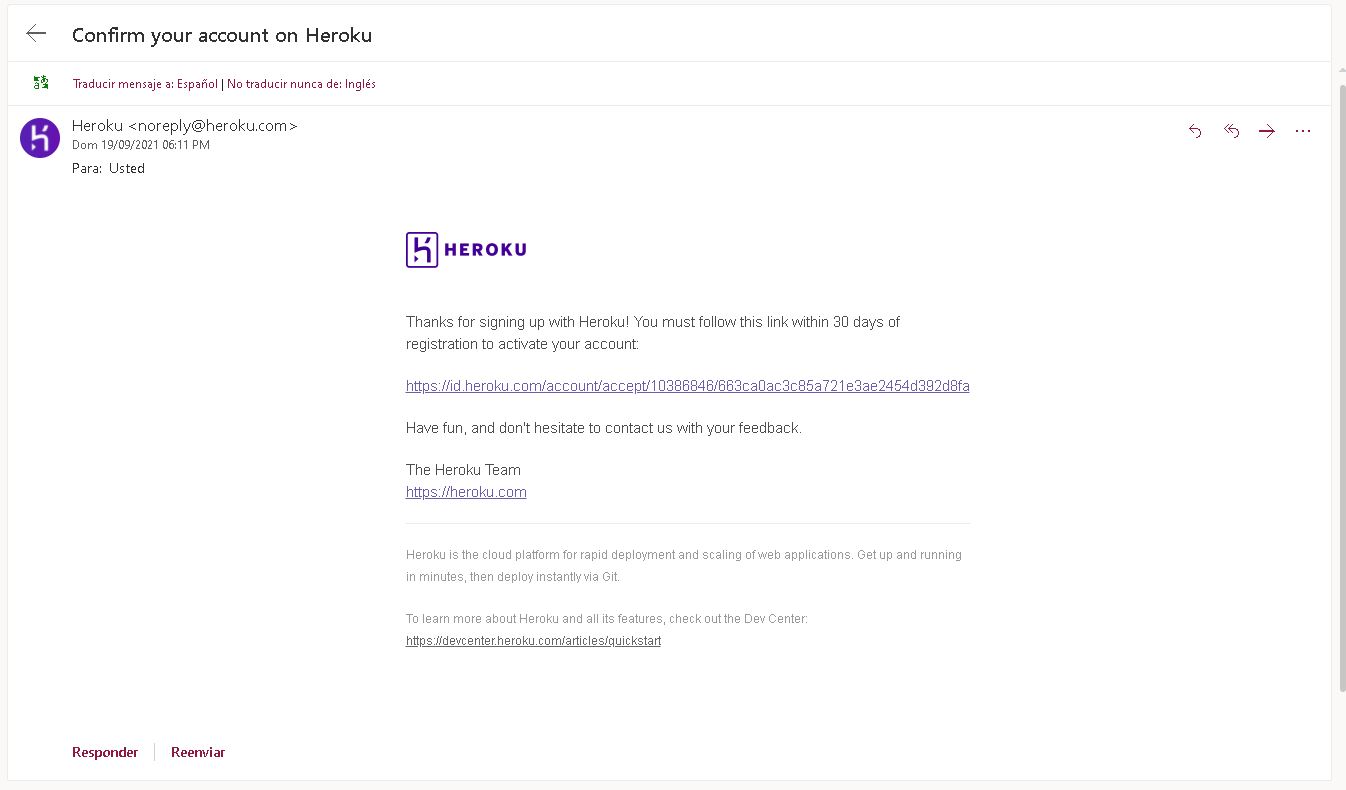 Confirm your account on Heroku
Traducir mensaje a: Español | No traducir nunca de: Inglés
Heroku <noreply@heroku.com>
Dom 19/09/2021 06:11 PM
Para: Usted
HEROKU
Thanks for signing up with Heroku! You must follow this link within 30 days of
registration to activate your account:
https://id.heroku.com/account/accept/10386846/663ca0ac3c85a721e3ae2454d392d8fa
Have fun, and don't hesitate to contact us with your feedback.
The Heroku Team
https://heroku.com
Heroku is the cloud platform for rapid deployment and scaling of web applications. Get up and running
in minutes, then deploy instantly via Git.
To learn more about Heroku and all its features, check out the Dev Center:
https://devcenter.heroku.com/articles/quickstart
Responder | Reenviar